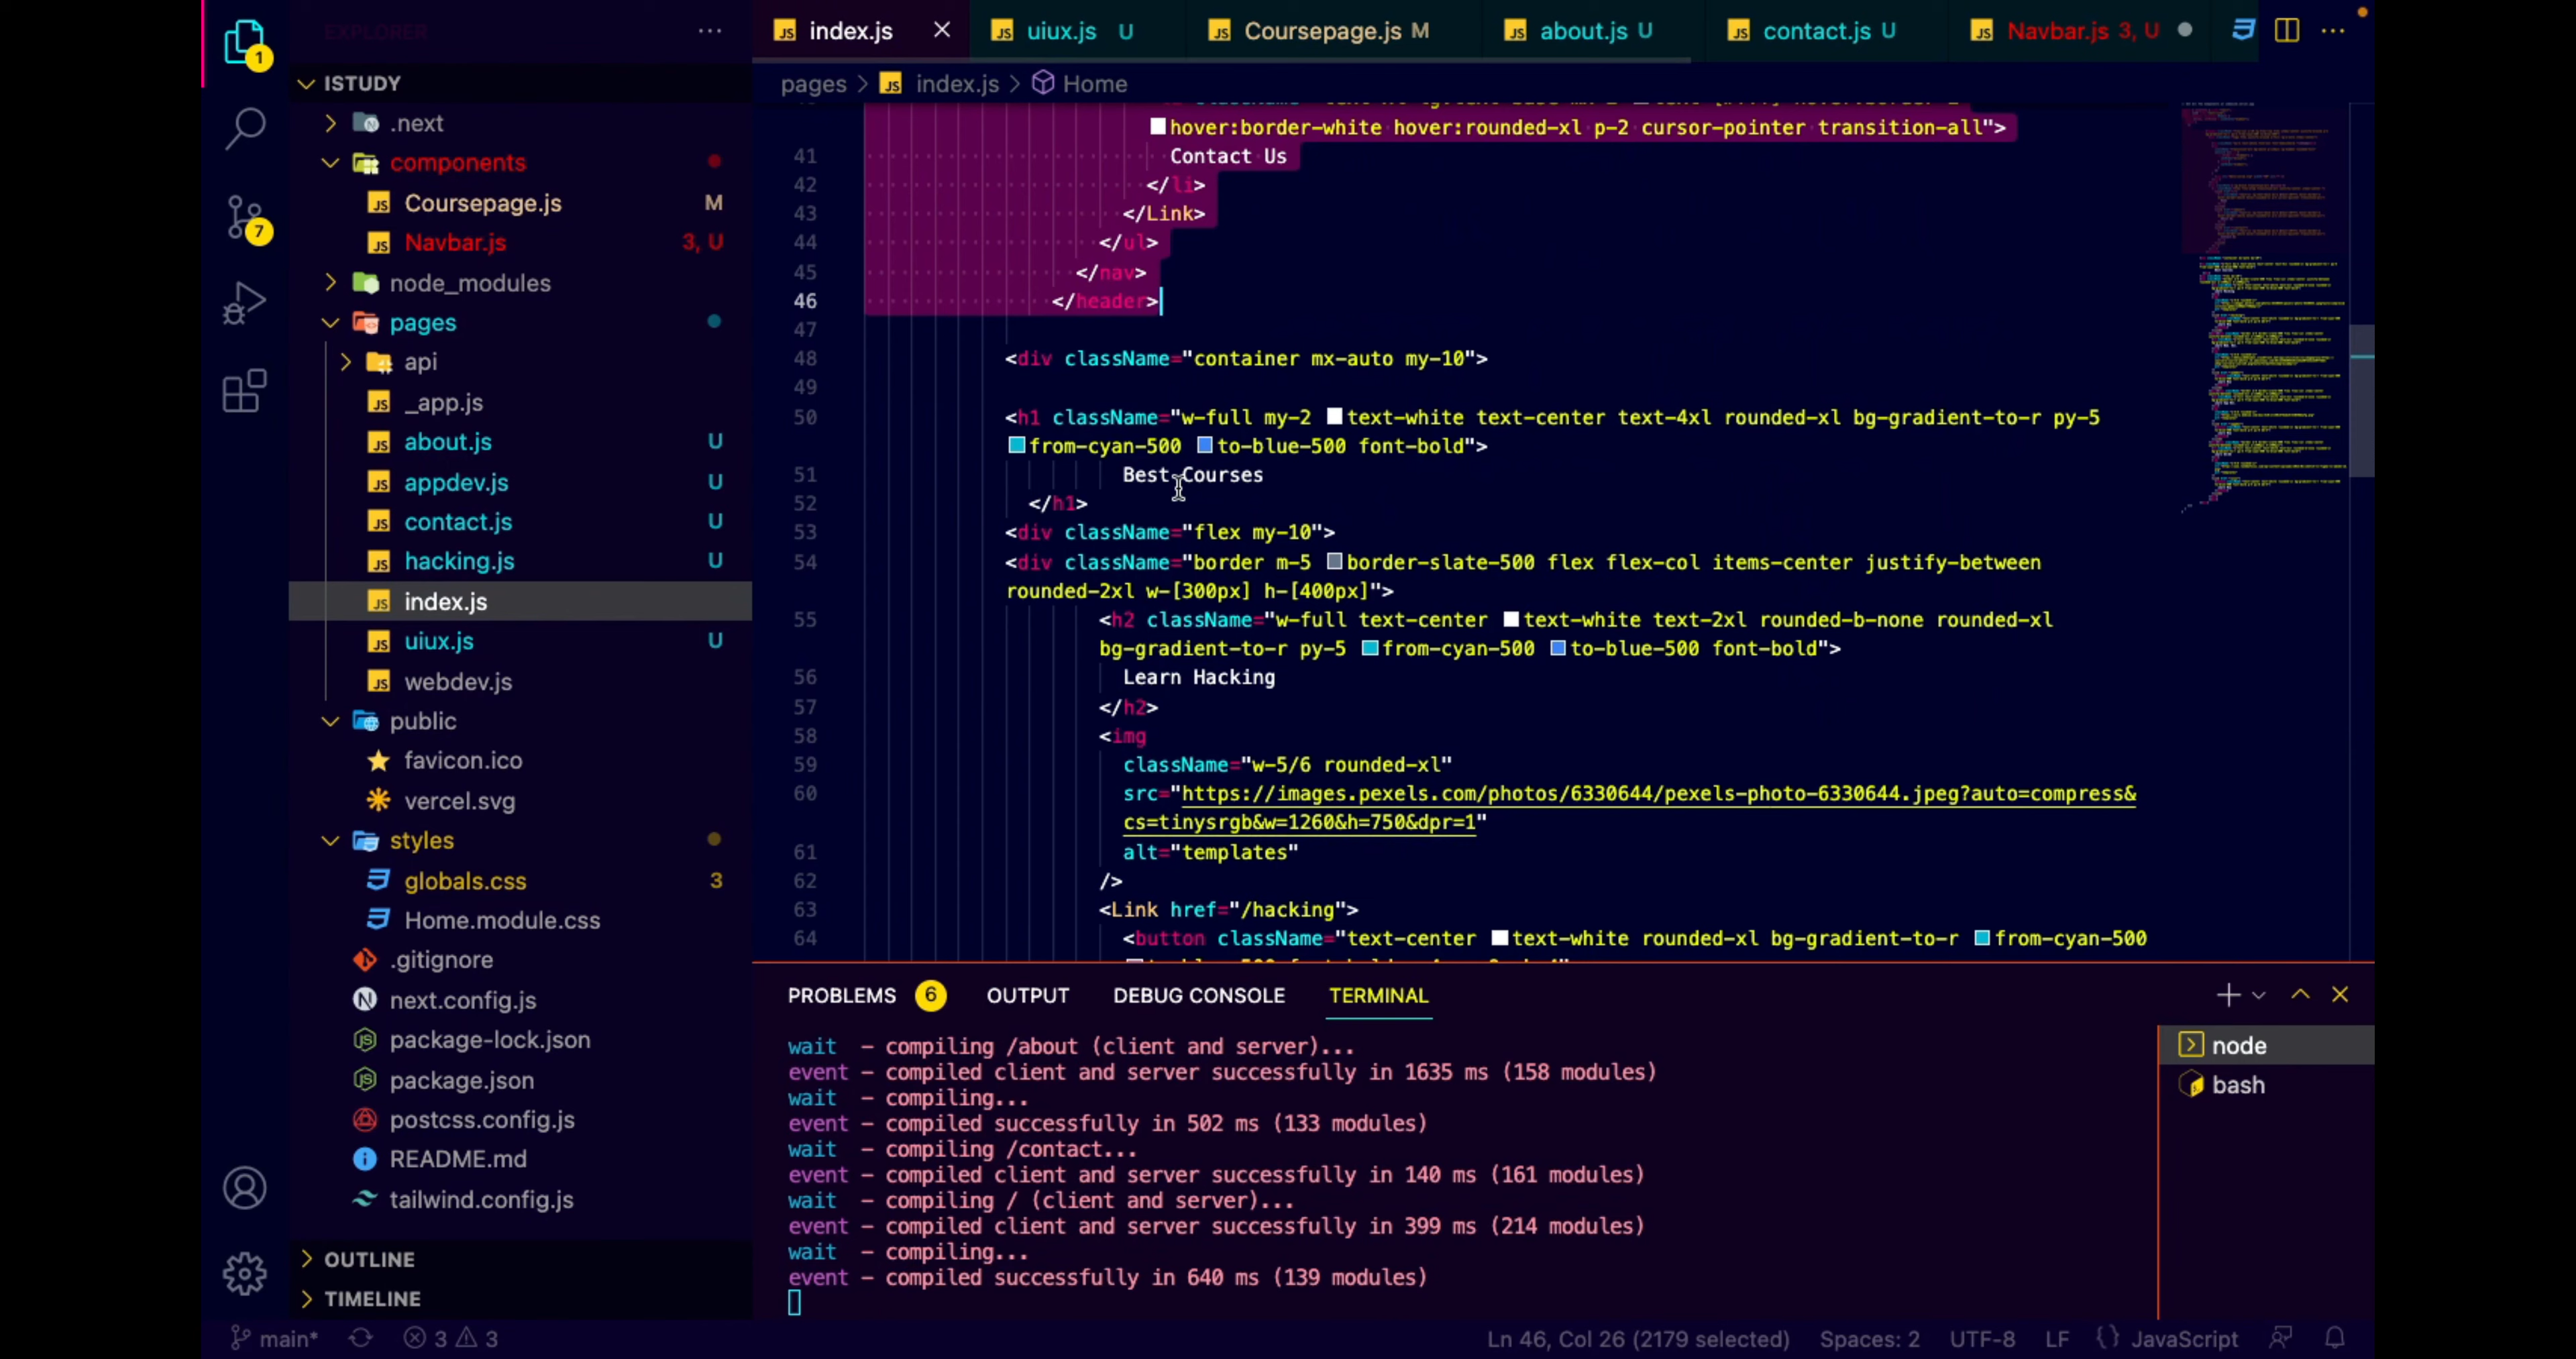 EXPLORER
index.js
uiux.js U
Coursepage.js M
about.js U
contact.js U
Navbar.js 3, U
1
ISTUDY
.next
components
Coursepage.js M
Navbar.js 3, U
7
node_modules
pages
api
_app.js
about.js U
appdev.js U
contact.js U
hacking.js U
index.js
uiux.js U
webdev.js
public
favicon.ico
vercel.svg
styles
globals.css 3
Home.module.css
.gitignore
next.config.js
package-lock.json
package.json
postcss.config.js
README.md
tailwind.config.js
OUTLINE
TIMELINE
pages > index.js > Home
hover:border-white hover:rounded-xl p-2 cursor-pointer transition-all">
41 Contact Us
42 </li>
43 </Link>
44 </ul>
45 </nav>
46 </header>
47
48 <div className="container mx-auto my-10">
49
50 <h1 className="w-full my-2 text-white text-center text-4xl rounded-xl bg-gradient-to-r py-5
from-cyan-500 to-blue-500 font-bold">
51 Best Courses
52 </h1>
53 <div className="flex my-10">
54 <div className="border m-5 border-slate-500 flex flex-col items-center justify-between
rounded-2xl w-[300px] h-[400px]">
55 <h2 className="w-full text-center text-white text-2xl rounded-b-none rounded-xl
bg-gradient-to-r py-5 from-cyan-500 to-blue-500 font-bold">
56 Learn Hacking
57 </h2>
58 <img
59 className="w-5/6 rounded-xl"
60 src="https://images.pexels.com/photos/6330644/pexels-photo-6330644.jpeg?auto=compress&
cs=tinysrgb&w=1260&h=750&dpr=1"
61 alt="templates"
62 />
63 <Link href="/hacking">
64 <button className="text-center text-white rounded-xl bg-gradient-to-r from-cyan-500
PROBLEMS 6 OUTPUT DEBUG CONSOLE TERMINAL
wait - compiling /about (client and server)...
event - compiled client and server successfully in 1635 ms (158 modules)
wait - compiling...
event - compiled successfully in 502 ms (133 modules)
wait - compiling /contact...
event - compiled client and server successfully in 140 ms (161 modules)
wait - compiling / (client and server)...
event - compiled client and server successfully in 399 ms (214 modules)
wait - compiling...
event - compiled successfully in 640 ms (139 modules)
node
bash
main* 3 3 Ln 46, Col 26 (2179 selected) Spaces: 2 UTF-8 LF {} JavaScript